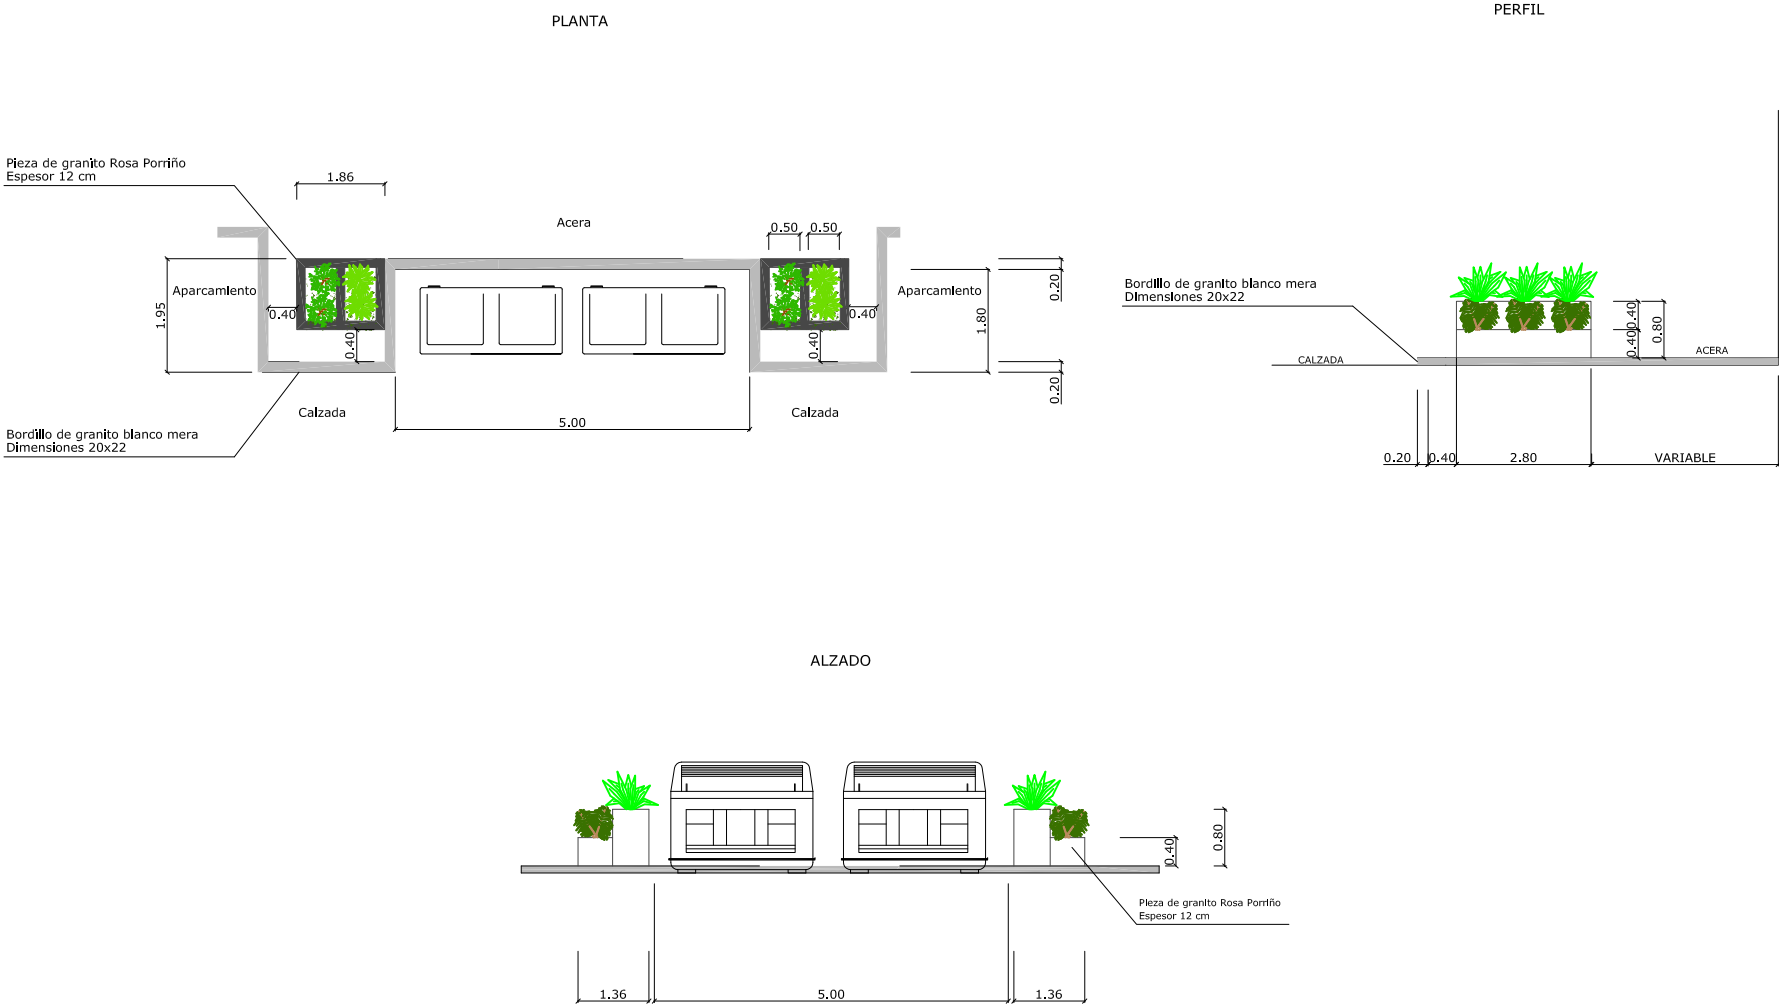 PLANTA
PERFIL
Pieza de granito Rosa Porriño
Espesor 12 cm
1.86
Acera
0.50
0.50
Aparcamiento
Aparcamiento
1.95
0.40
0.40
0.40
0.40
0.20
1.80
0.20
Calzada
Calzada
5.00
Bordillo de granito blanco mera
Dimensiones 20x22
Bordillo de granito blanco mera
Dimensiones 20x22
CALZADA
ACERA
0.40
0.40
0.80
0.20
0.40
2.80
VARIABLE
ALZADO
0.40
0.80
Pieza de granito Rosa Porriño
Espesor 12 cm
1.36
5.00
1.36